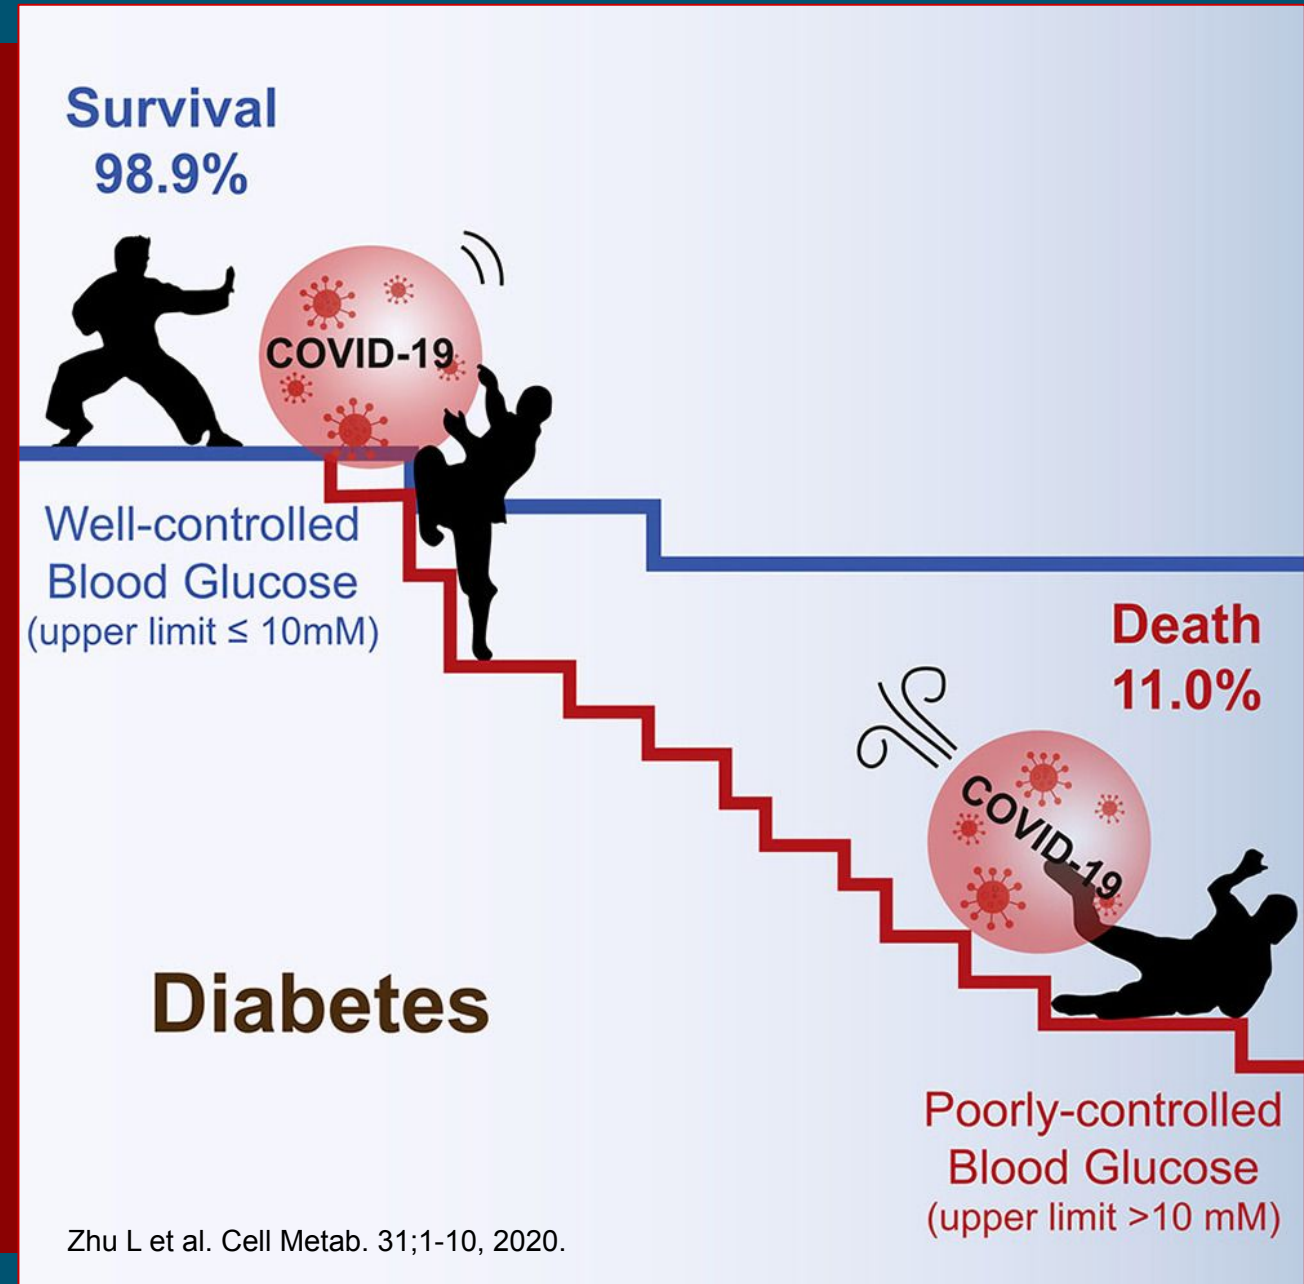 Survival
98.9%
COVID-19
Well-controlled
Blood Glucose
(upper limit ≤ 10mM)
Death
11.0%
COVID-19
Diabetes
Poorly-controlled
Blood Glucose
(upper limit >10 mM)
Zhu L et al. Cell Metab. 31;1-10, 2020.